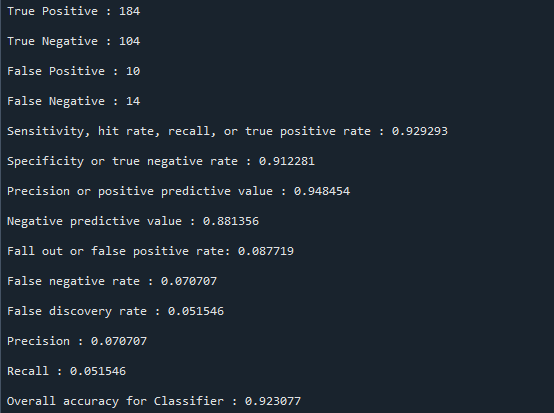 True Positive : 184
True Negative : 104
False Positive : 10
False Negative : 14
Sensitivity, hit rate, recall, or true positive rate : 0.929293
Specificity or true negative rate : 0.912281
Precision or positive predictive value : 0.948454
Negative predictive value : 0.881356
Fall out or false positive rate: 0.087719
False negative rate : 0.070707
False discovery rate : 0.051546
Precision : 0.070707
Recall : 0.051546
Overall accuracy for Classifier : 0.923077